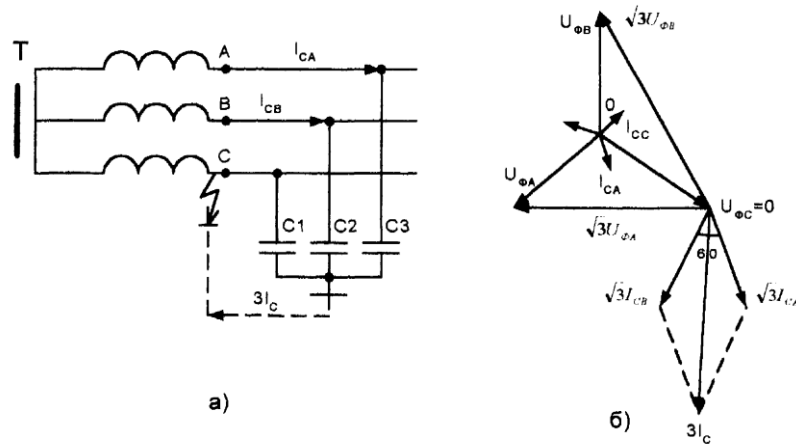 T
A
I_CA
B
I_CB
C
C1
C2
C3
3I_C
а)
U_ФВ
√3U_ФВ
0
I_CC
U_ФА
I_CA
U_ФС=0
√3U_ФА
60
√3I_CB
√3I_CA
3I_C
б)